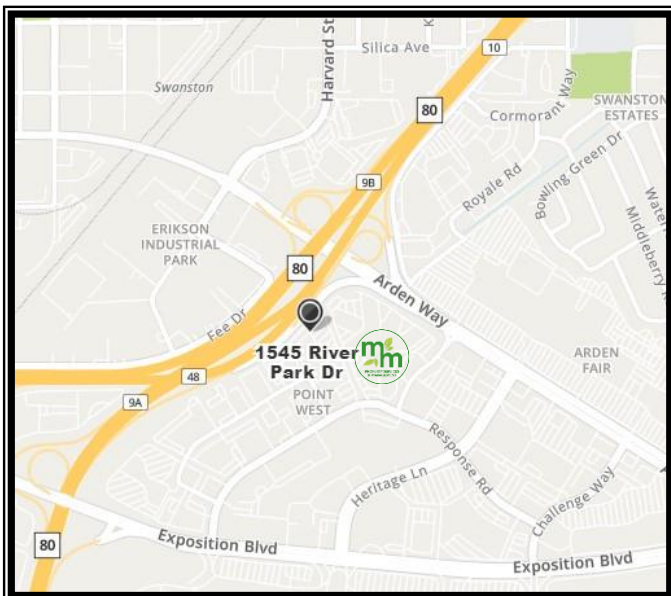 Silica Ave
10
Harvard St
K
Swanston
80
Cormorant Way
SWANSTON
ESTATES
9B
Royale Rd
Bowling Green Dr
ERIKSON
INDUSTRIAL
PARK
80
Middleberry
Arden Way
Fee Dr
1545 River
Park Dr
mm
ARDEN
FAIR
48
9A
POINT
WEST
Response Rd
Heritage Ln
Challenge Way
80
Exposition Blvd
Exposition Blvd